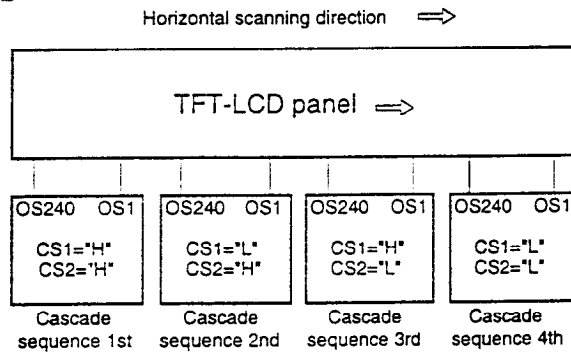 Horizontal scanning direction
TFT-LCD panel
OS240 OS1 OS240 OS1 OS240 OS1 OS240 OS1
CS1="H" CS1="L" CS1="H" CS1="L"
CS2="H" CS2="H" CS2="L" CS2="L"
Cascade Cascade Cascade Cascade
sequence 1st sequence 2nd sequence 3rd sequence 4th